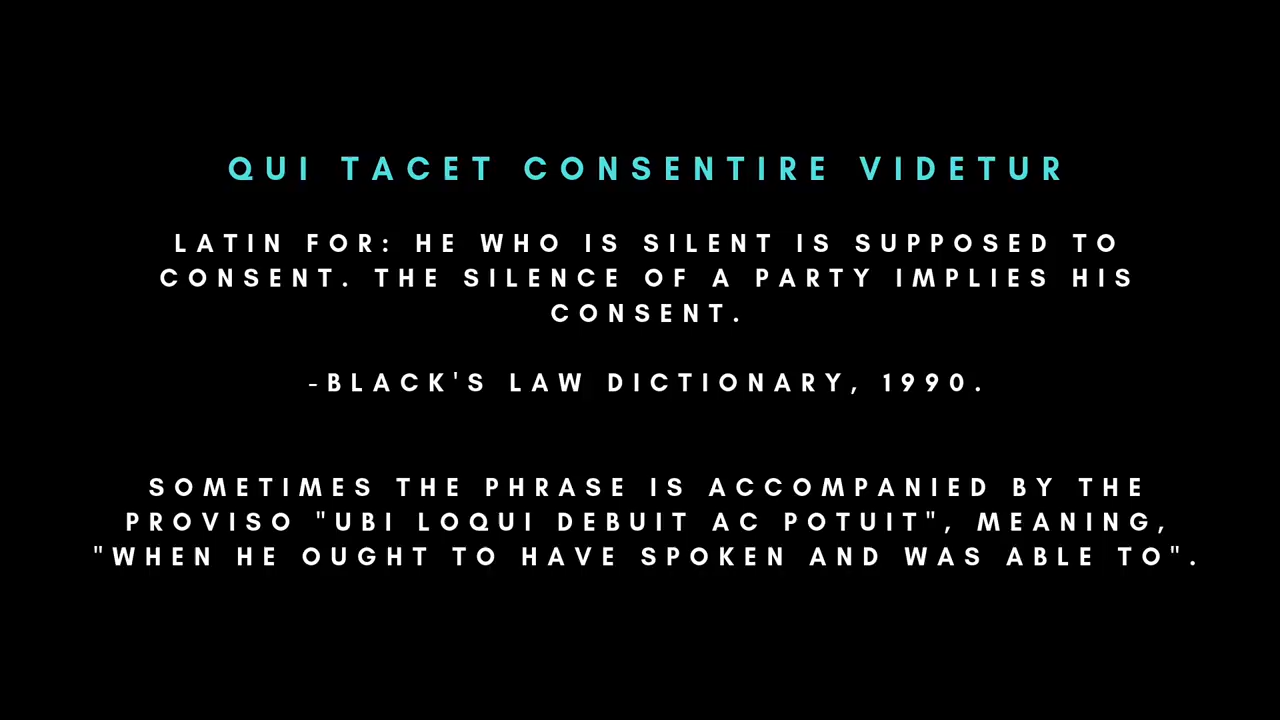 QUI TACET CONSENTIRE VIDETUR
LATIN FOR: HE WHO IS SILENT IS SUPPOSED TO
CONSENT. THE SILENCE OF A PARTY IMPLIES HIS
CONSENT.
-BLACK'S LAW DICTIONARY, 1990.
SOMETIMES THE PHRASE IS ACCOMPANIED BY THE
PROVISO "UBI LOQUI DEBUIT AC POTUIT", MEANING,
"WHEN HE OUGHT TO HAVE SPOKEN AND WAS ABLE TO".